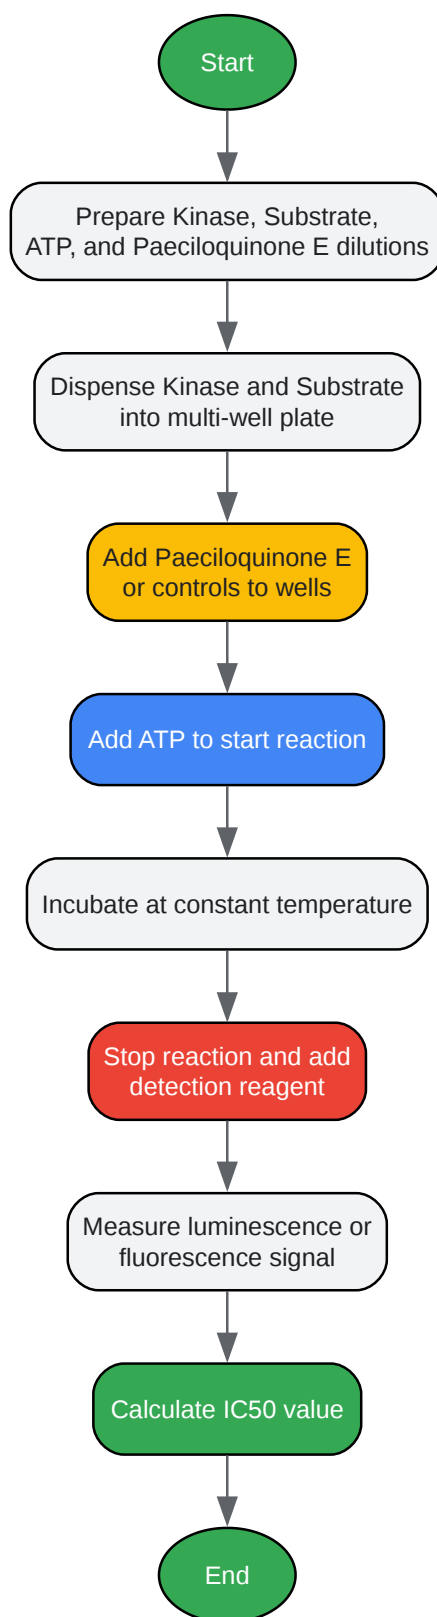 Start
Prepare Kinase, Substrate,
ATP, and Paeciloquinone E dilutions
Dispense Kinase and Substrate
into multi-well plate
Add Paeciloquinone E
or controls to wells
Add ATP to start reaction
Incubate at constant temperature
Stop reaction and add
detection reagent
Measure luminescence or
fluorescence signal
Calculate IC50 value
End